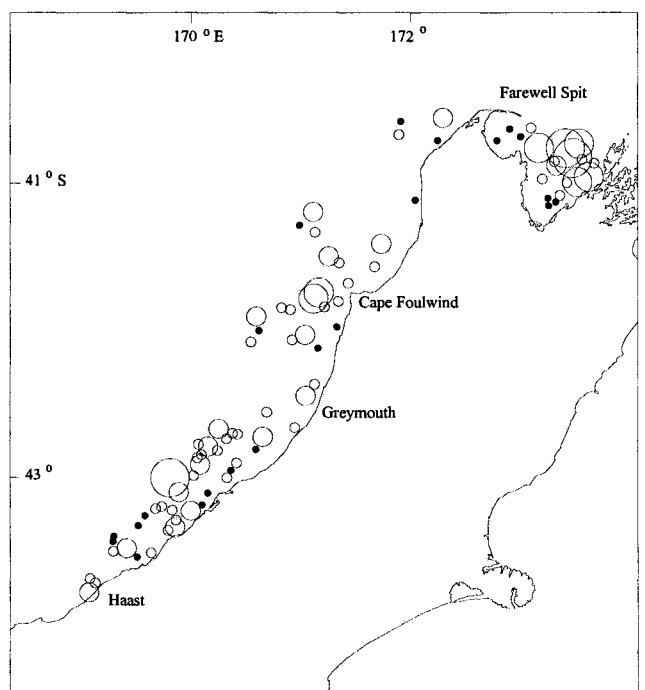 170 ° E 172 °
Farewell Spit
41 ° S
Cape Foulwind
Greymouth
43 °
Haast